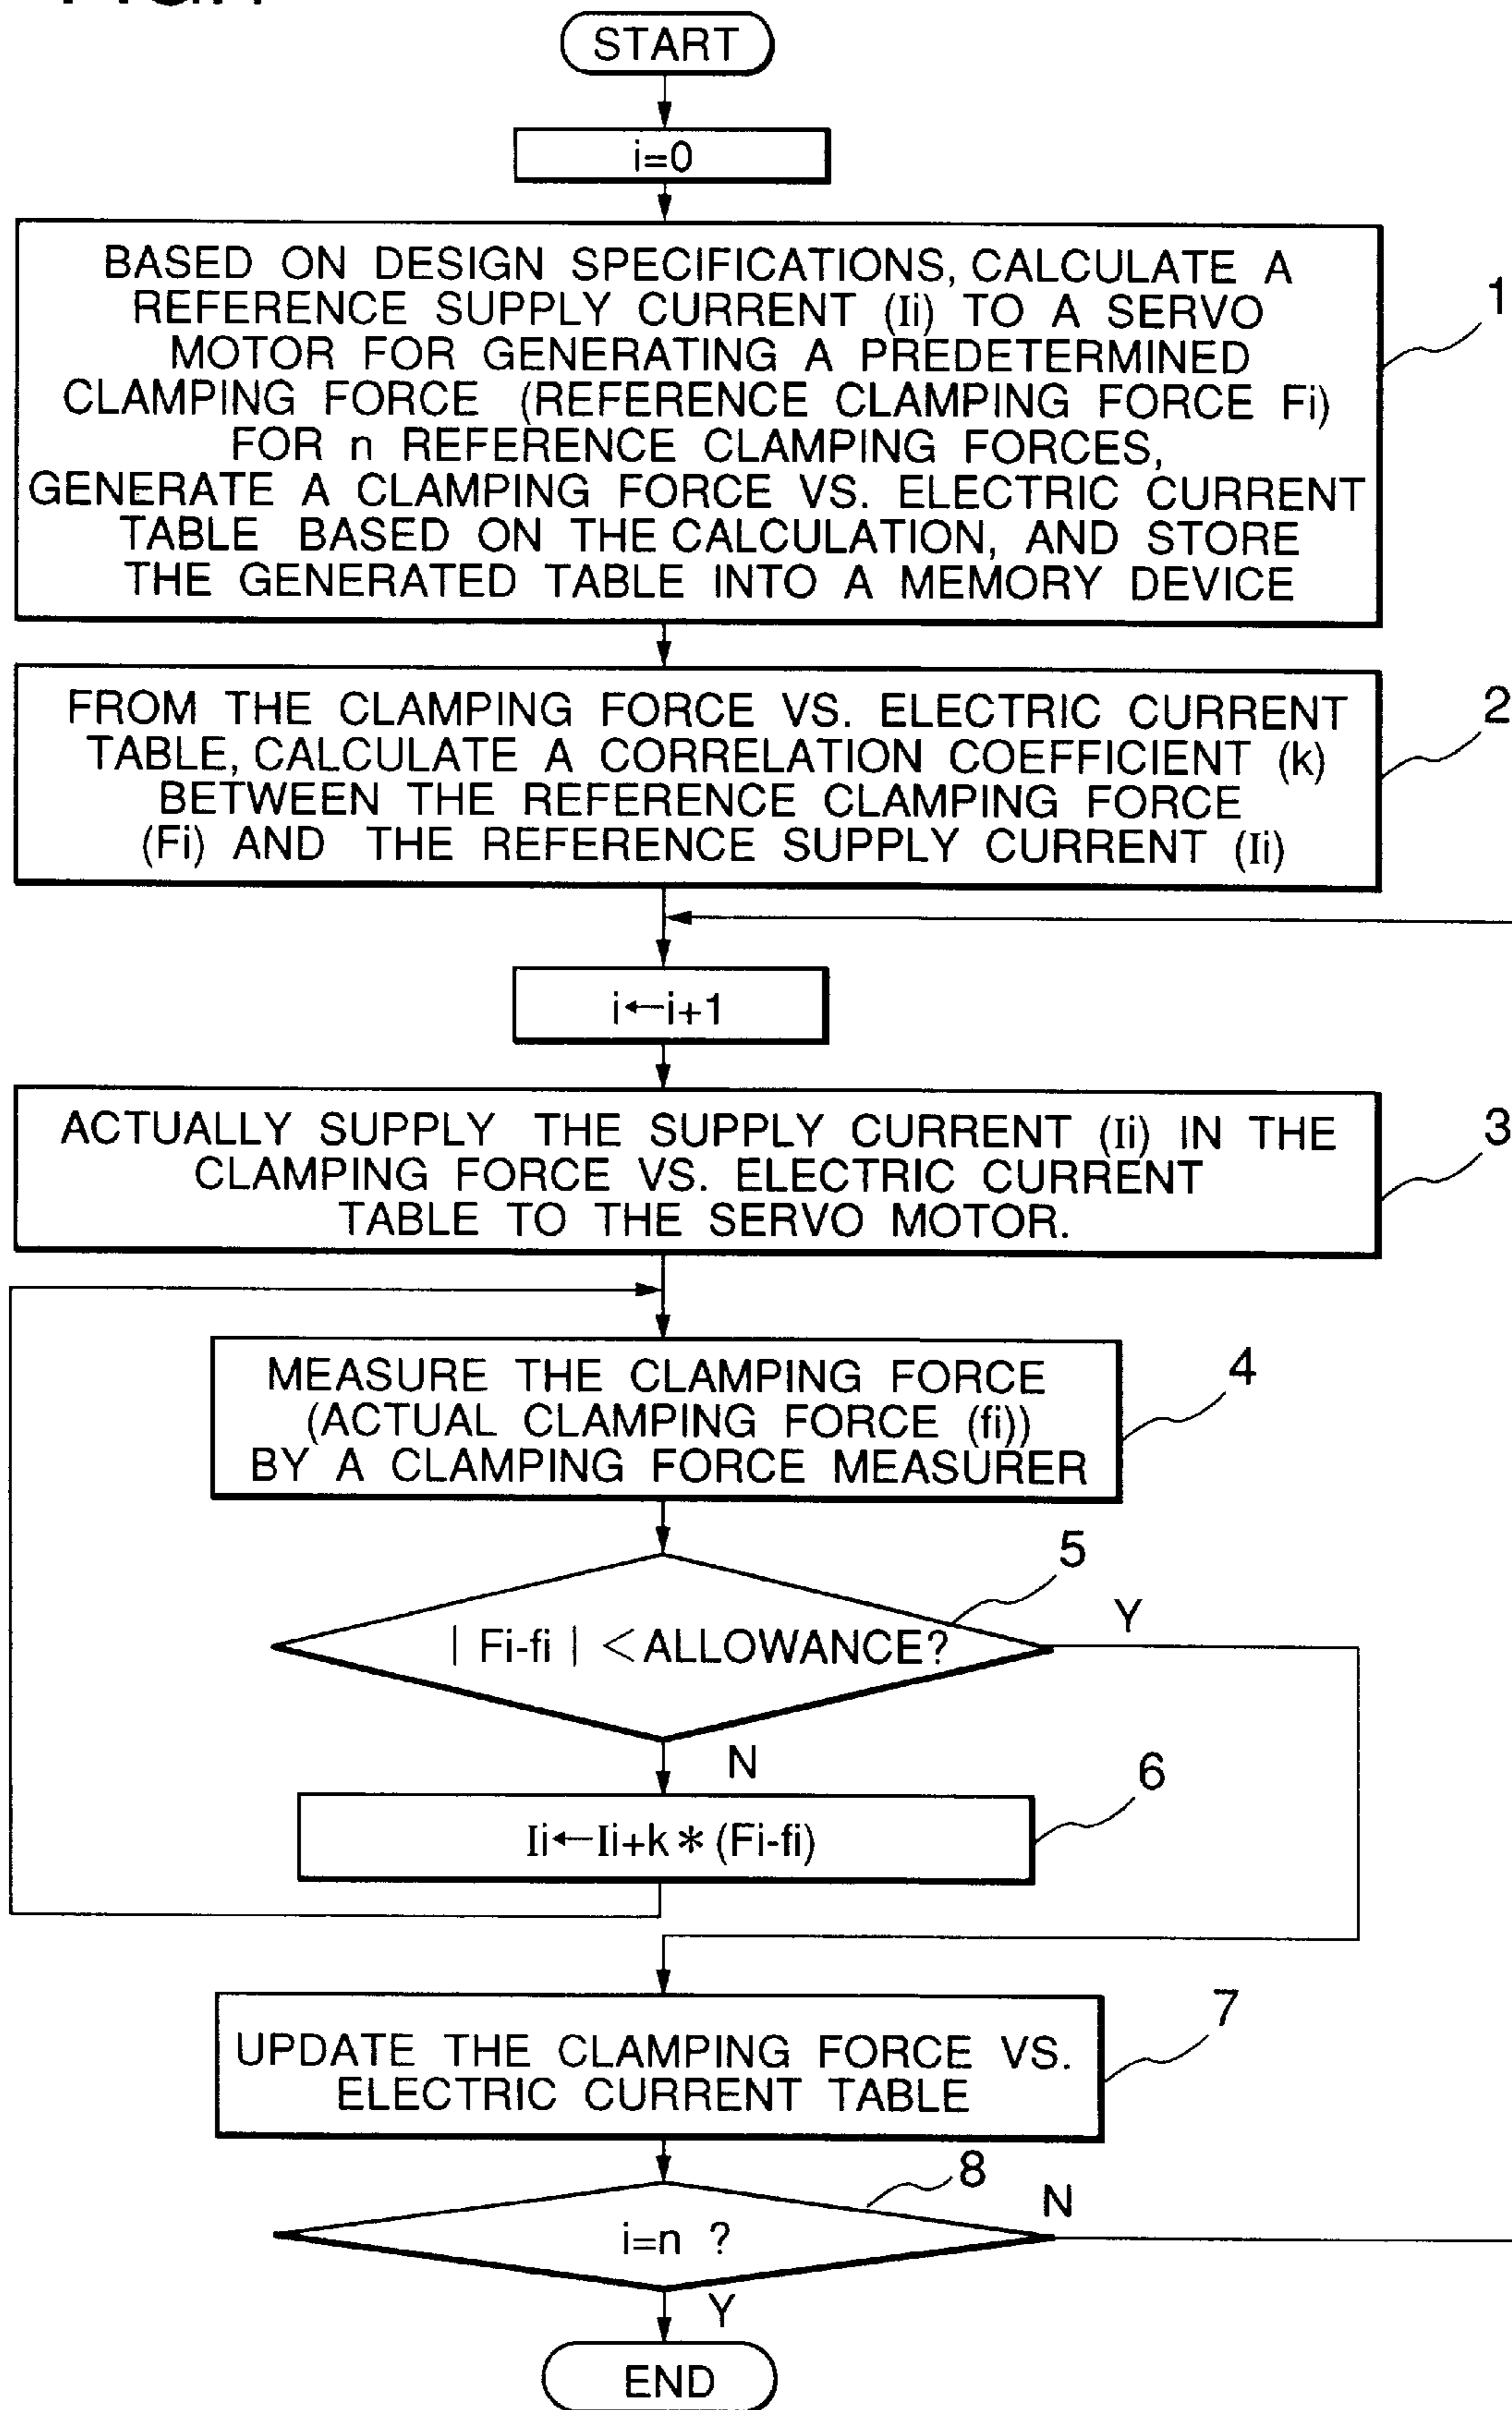 START
i=0
BASED ON DESIGN SPECIFICATIONS, CALCULATE A
REFERENCE SUPPLY CURRENT (Ii) TO A SERVO
MOTOR FOR GENERATING A PREDETERMINED
CLAMPING FORCE (REFERENCE CLAMPING FORCE Fi)
FOR n REFERENCE CLAMPING FORCES,
GENERATE A CLAMPING FORCE VS. ELECTRIC CURRENT
TABLE BASED ON THE CALCULATION, AND STORE
THE GENERATED TABLE INTO A MEMORY DEVICE
1
FROM THE CLAMPING FORCE VS. ELECTRIC CURRENT
TABLE, CALCULATE A CORRELATION COEFFICIENT (k)
BETWEEN THE REFERENCE CLAMPING FORCE
(Fi) AND THE REFERENCE SUPPLY CURRENT (Ii)
2
i←i+1
ACTUALLY SUPPLY THE SUPPLY CURRENT (Ii) IN THE
CLAMPING FORCE VS. ELECTRIC CURRENT
TABLE TO THE SERVO MOTOR.
3
MEASURE THE CLAMPING FORCE
(ACTUAL CLAMPING FORCE (fi))
BY A CLAMPING FORCE MEASURER
4
| Fi-fi | <ALLOWANCE?
5
Y
N
Ii←Ii+k * (Fi-fi)
6
UPDATE THE CLAMPING FORCE VS.
ELECTRIC CURRENT TABLE
7
i=n ?
8
N
Y
END